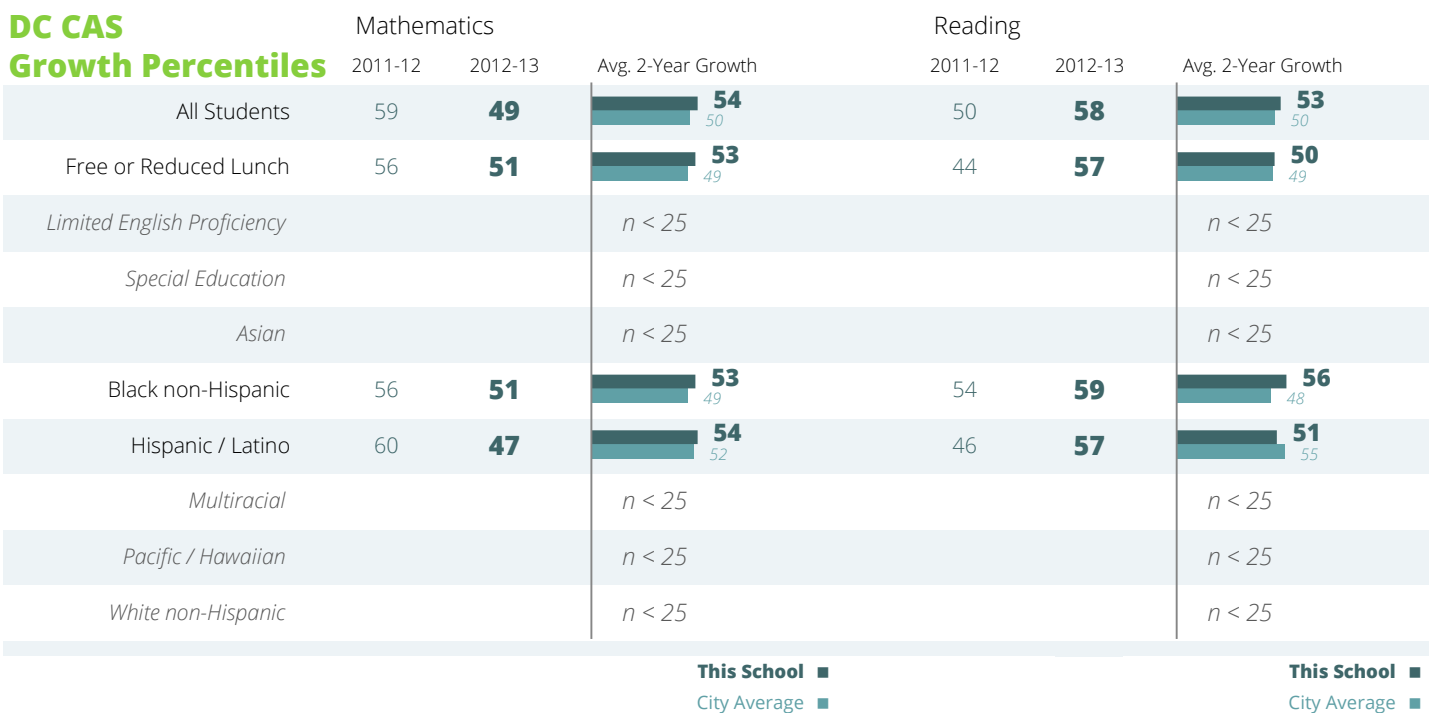 DC CAS
Growth Percentiles
Mathematics Reading
2011-12 2012-13 Avg. 2-Year Growth 2011-12 2012-13 Avg. 2-Year Growth
All Students 59 49 54 50 50 58 53 50
Free or Reduced Lunch 56 51 53 49 44 57 50 49
Limited English Proficiency n < 25 n < 25
Special Education n < 25 n < 25
Asian n < 25 n < 25
Black non-Hispanic 56 51 53 49 54 59 56 48
Hispanic / Latino 60 47 54 52 46 57 51 55
Multiracial n < 25 n < 25
Pacific / Hawaiian n < 25 n < 25
White non-Hispanic n < 25 n < 25
This School This School
City Average City Average